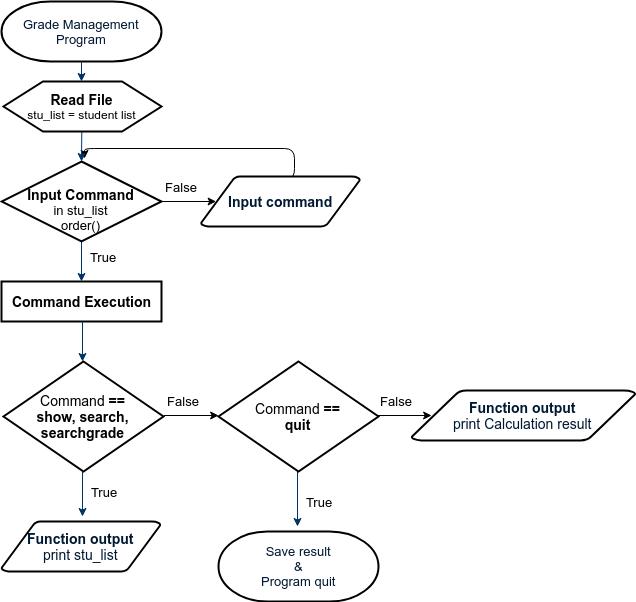 Grade Management
Program
Read File
stu_list = student list
Input Command
in stu_list
order()
False
Input command
True
Command Execution
Command ==
show, search,
searchgrade
False
Command ==
quit
False
Function output
print Calculation result
True
True
Function output
print stu_list
Save result
&
Program quit